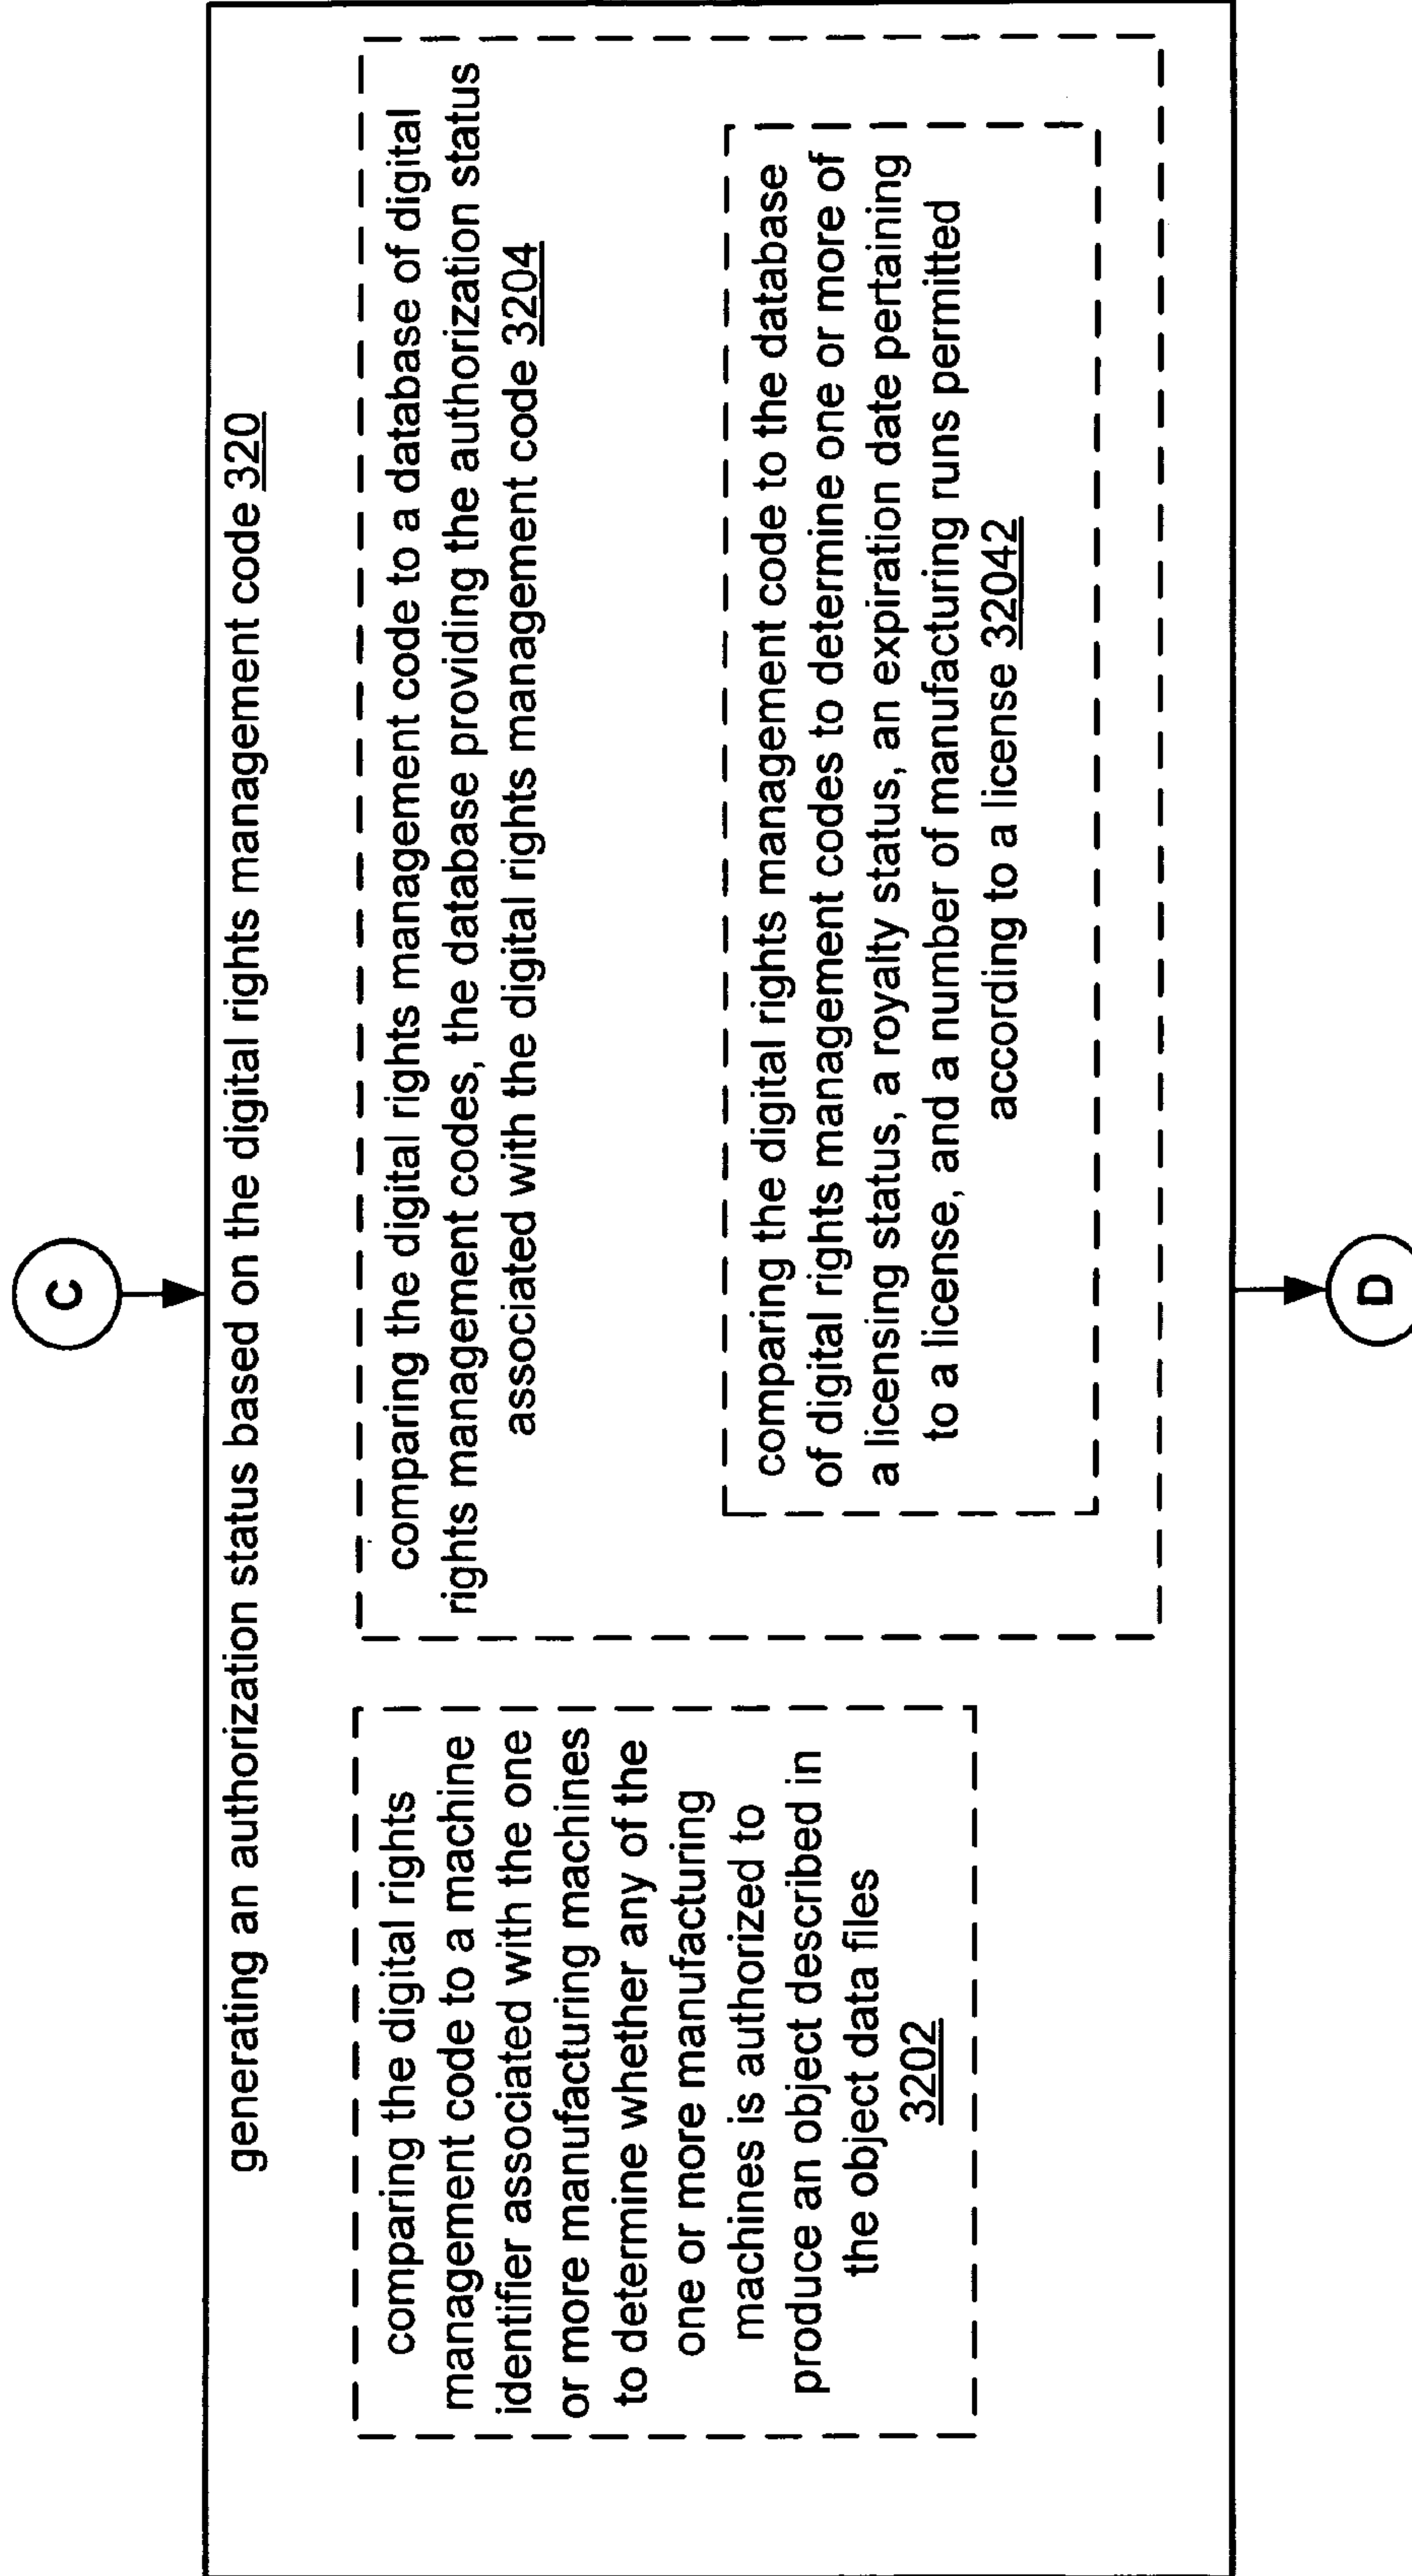 C
generating an authorization status based on the digital rights management code 320
comparing the digital rights
management code to a machine
identifier associated with the one
or more manufacturing machines
to determine whether any of the
one or more manufacturing
machines is authorized to
produce an object described in
the object data files
3202
comparing the digital rights management code to a database of digital
rights management codes, the database providing the authorization status
associated with the digital rights management code 3204
comparing the digital rights management code to the database
of digital rights management codes to determine one or more of
a licensing status, a royalty status, an expiration date pertaining
to a license, and a number of manufacturing runs permitted
according to a license 32042
D